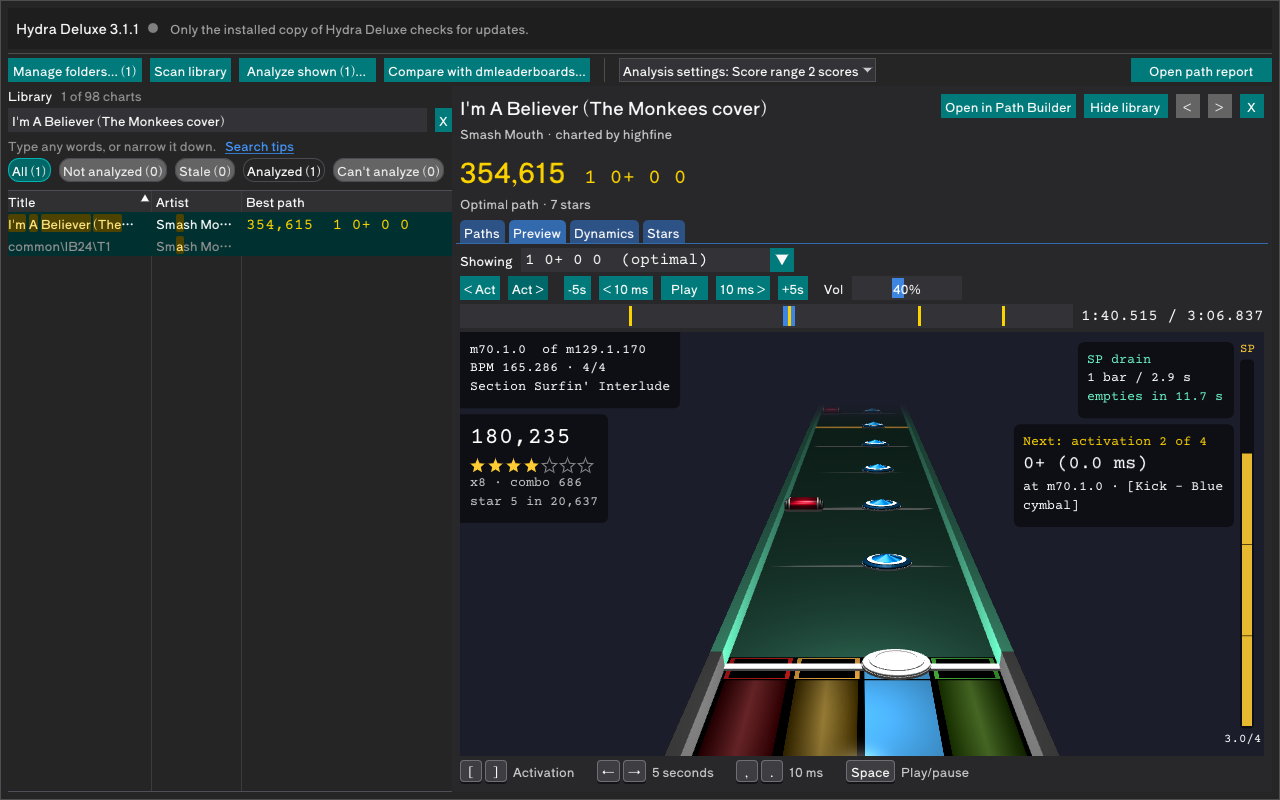 Hydra Deluxe 3.1.1 Only the installed copy of Hydra Deluxe checks for updates.
Manage folders... (1) Scan library Analyze shown (1)... Compare with dmleaderboards... Analysis settings: Score range 2 scores Open path report
Library 1 of 98 charts
I'm A Believer (The Monkees cover) X
Type any words, or narrow it down. Search tips
All (1) Not analyzed (0) Stale (0) Analyzed (1) Can't analyze (0)
Title Artist Best path
I'm A Believer (The··· Smash Mo··· 354,615 1 0+ 0 0
common\IB24\T1 Smash Mo···
I'm A Believer (The Monkees cover) Open in Path Builder Hide library < > X
Smash Mouth · charted by highfine
354,615 1 0+ 0 0
Optimal path · 7 stars
Paths Preview Dynamics Stars
Showing 1 0+ 0 0 (optimal)
< Act Act > -5s < 10 ms Play 10 ms > +5s Vol 40%
1:40.515 / 3:06.837
m70.1.0 of m129.1.170
BPM 165.286 · 4/4
Section Surfin' Interlude
180,235
x8 · combo 686
star 5 in 20,637
SP drain
1 bar / 2.9 s
empties in 11.7 s
SP
Next: activation 2 of 4
0+ (0.0 ms)
at m70.1.0 · [Kick – Blue
cymbal]
3.0/4
[ ] Activation ← → 5 seconds , . 10 ms Space Play/pause